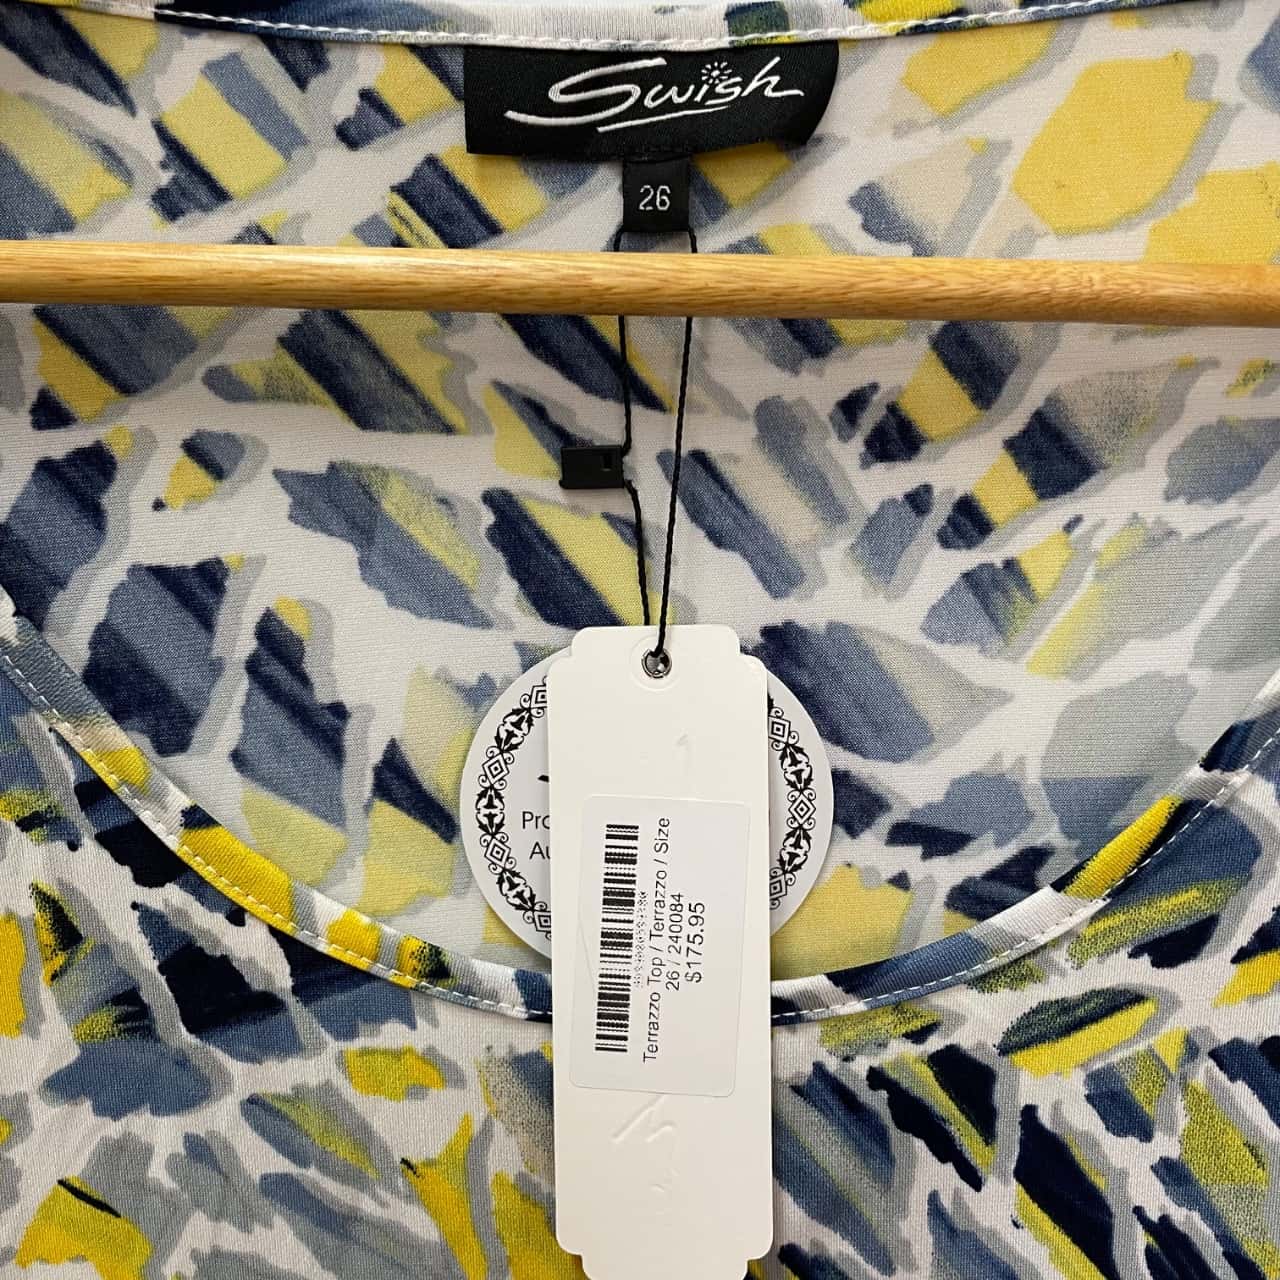 Swish
26
Pro
Au
Terrazzo Top / Terrazzo / Size
26 / 240084
$175.95